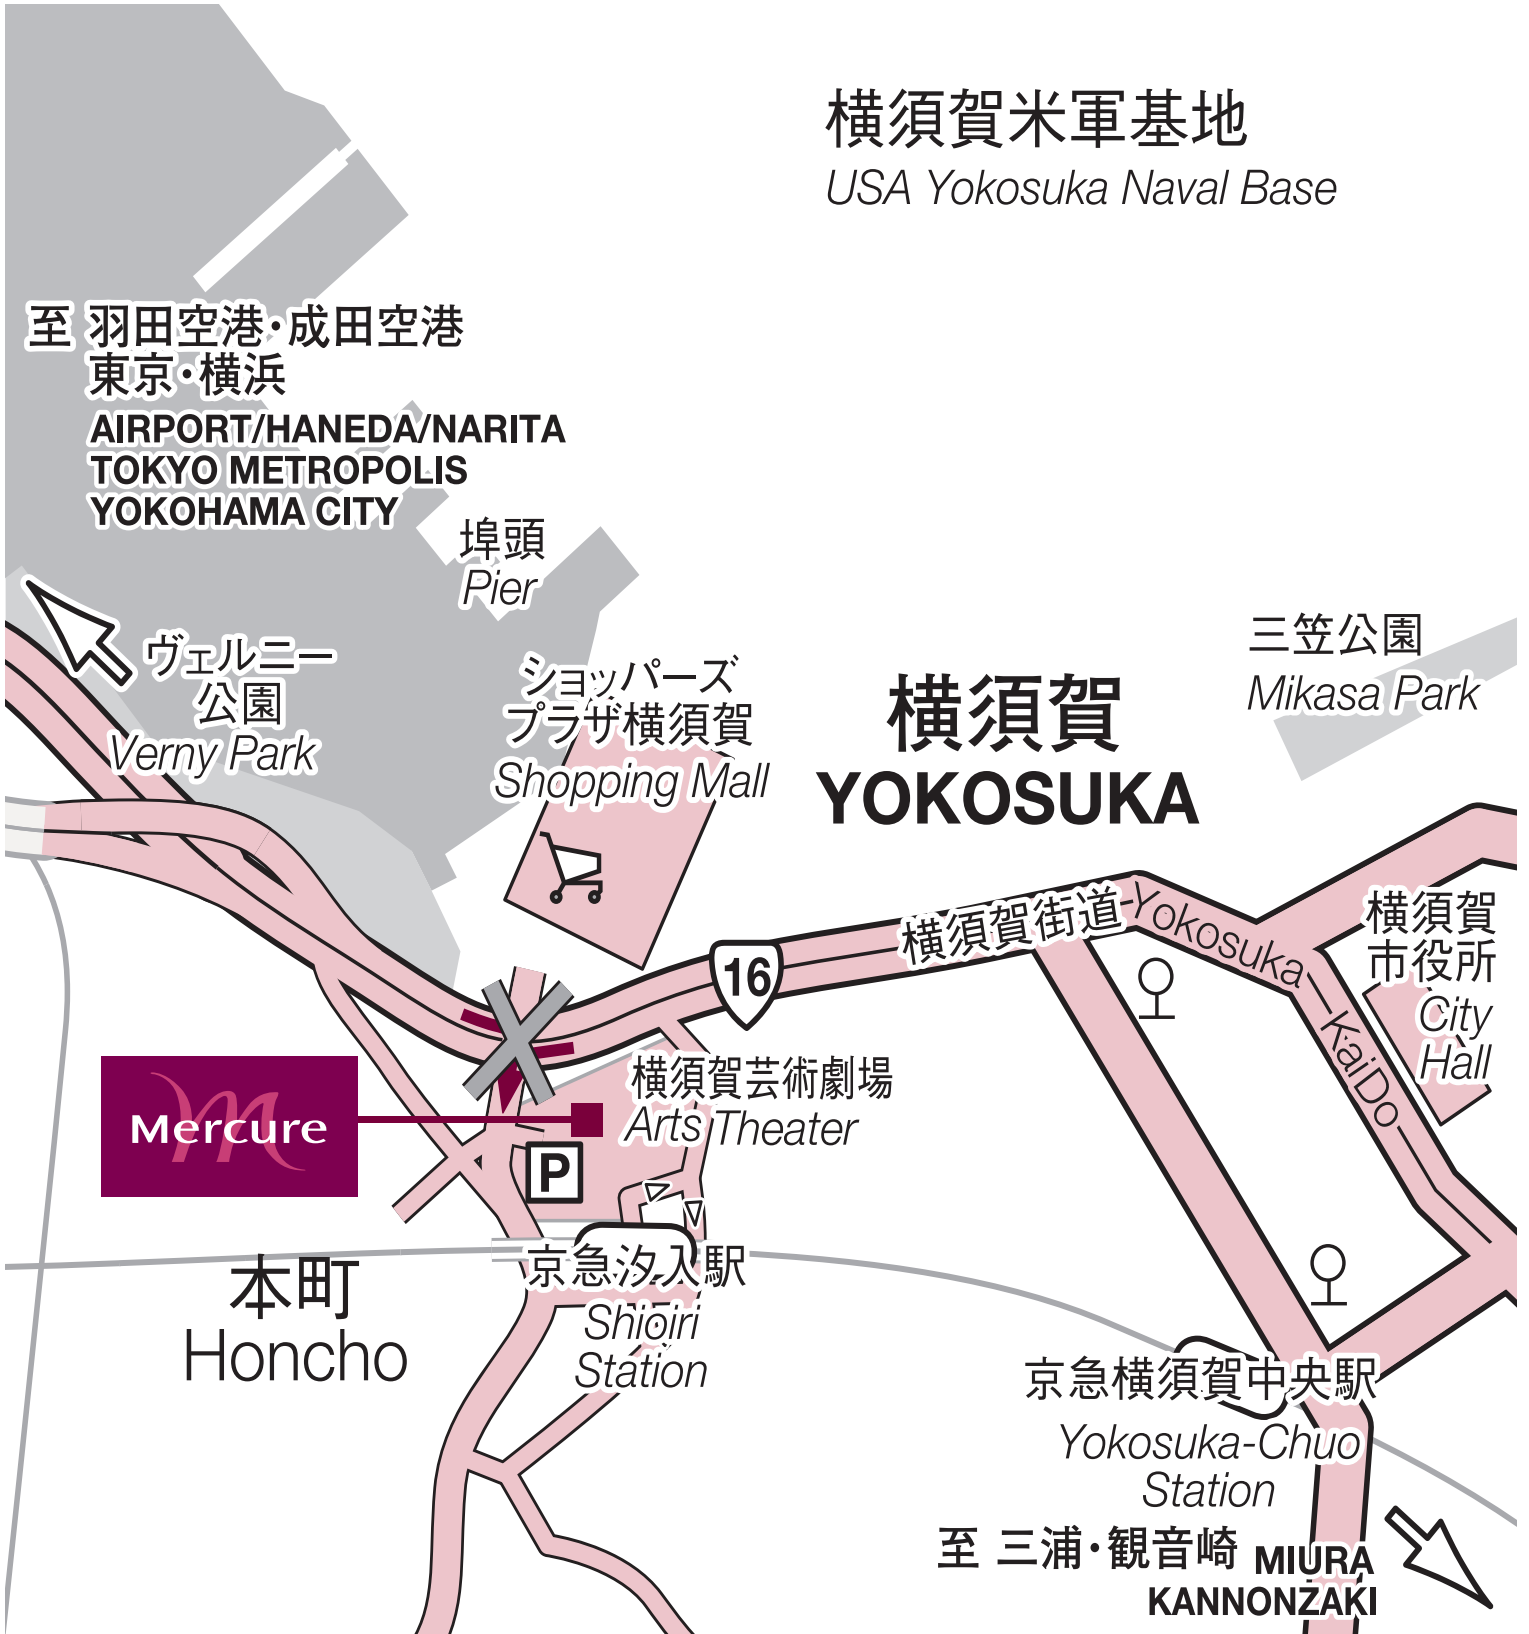 横須賀米軍基地
USA Yokosuka Naval Base
至 羽田空港・成田空港
東京・横浜
AIRPORT/HANEDA/NARITA
TOKYO METROPOLIS
YOKOHAMA CITY
埠頭
Pier
ヴェルニー
公園
Verny Park
ショッパーズ
プラザ横須賀
Shopping Mall
横須賀
YOKOSUKA
三笠公園
Mikasa Park
横須賀街道
Yokosuka
KaiDo
16
横須賀
市役所
City
Hall
横須賀芸術劇場
Arts Theater
Mercure
P
京急汐入駅
Shioiri
Station
本町
Honcho
京急横須賀中央駅
Yokosuka-Chuo
Station
至 三浦・観音崎 MIURA
KANNONZAKI